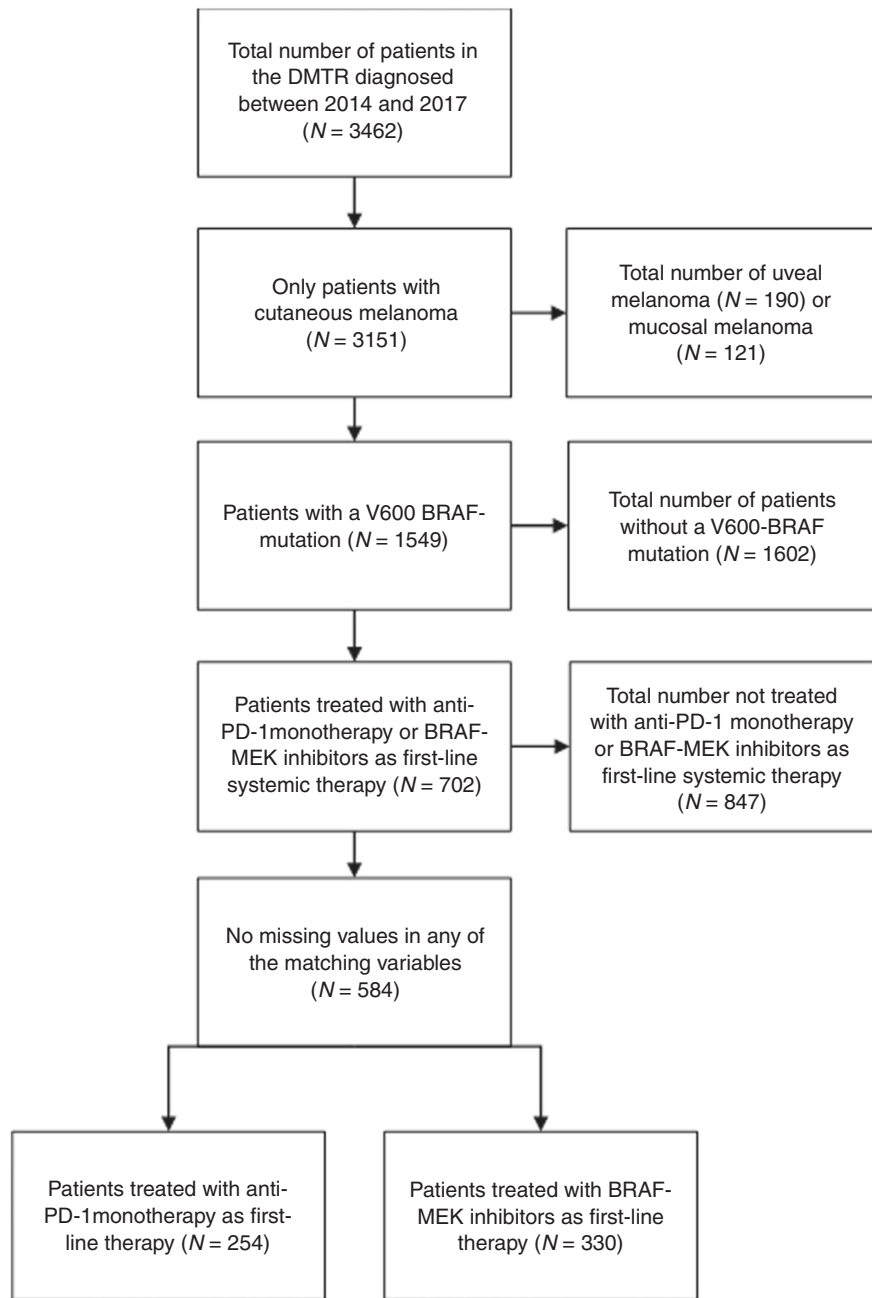 Total number of patients in
the DMTR diagnosed
between 2014 and 2017
(N = 3462)
Only patients with
cutaneous melanoma
(N = 3151)
Total number of uveal
melanoma (N = 190) or
mucosal melanoma
(N = 121)
Patients with a V600 BRAF-
mutation (N = 1549)
Total number of patients
without a V600-BRAF
mutation (N = 1602)
Patients treated with anti-
PD-1monotherapy or BRAF-
MEK inhibitors as first-line
systemic therapy (N = 702)
Total number not treated
with anti-PD-1 monotherapy
or BRAF-MEK inhibitors as
first-line systemic therapy
(N = 847)
No missing values in any of
the matching variables
(N = 584)
Patients treated with anti-
PD-1monotherapy as first-
line therapy (N = 254)
Patients treated with BRAF-
MEK inhibitors as first-line
therapy (N = 330)